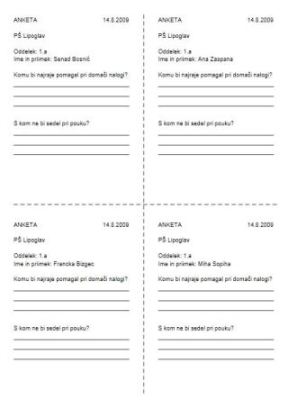 ANKETA 14.8.2009
PŠ Lipoglav
Oddelek: 1.a
Ime in priimek: Senad Bosnič
Komu bi najraje pomagal pri domači nalogi?
S kom ne bi sedel pri pouku?
ANKETA 14.8.2009
PŠ Lipoglav
Oddelek: 1.a
Ime in priimek: Ana Zaspana
Komu bi najraje pomagal pri domači nalogi?
S kom ne bi sedel pri pouku?
ANKETA 14.8.2009
PŠ Lipoglav
Oddelek: 1.a
Ime in priimek: Francka Bizgec
Komu bi najraje pomagal pri domači nalogi?
S kom ne bi sedel pri pouku?
ANKETA 14.8.2009
PŠ Lipoglav
Oddelek: 1.a
Ime in priimek: Miha Sopiha
Komu bi najraje pomagal pri domači nalogi?
S kom ne bi sedel pri pouku?